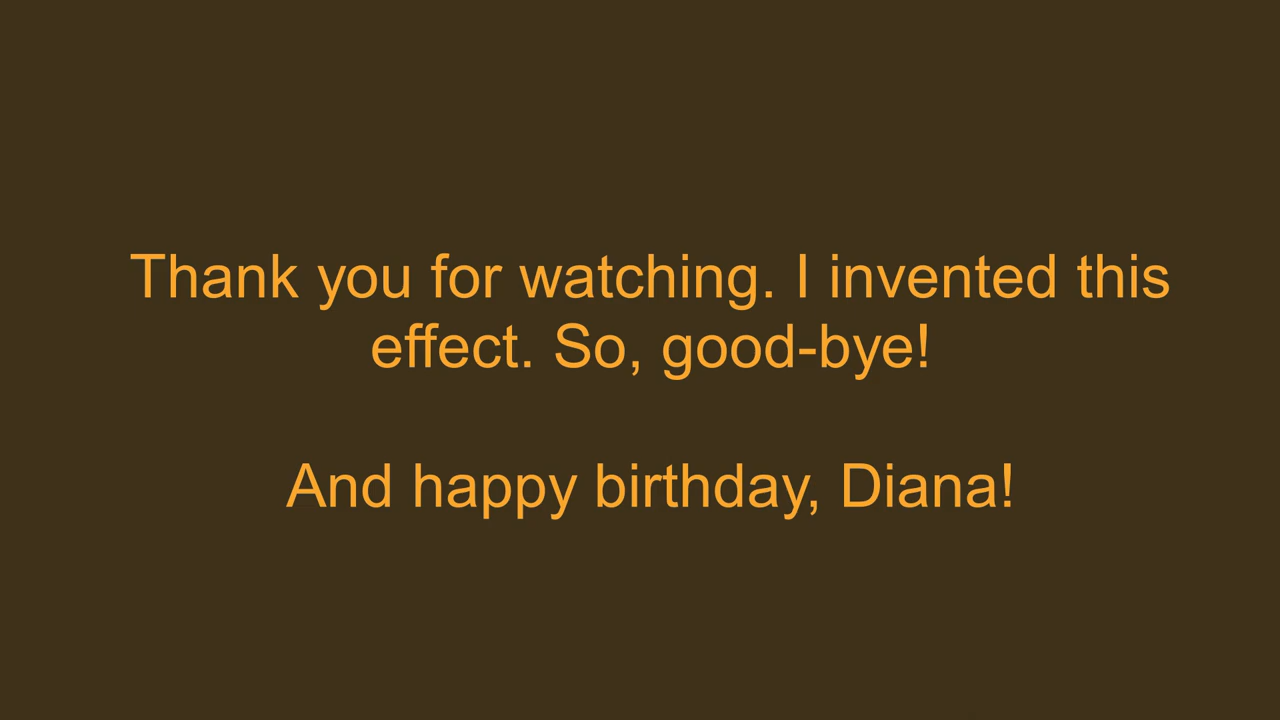 Thank you for watching. I invented this
effect. So, good-bye!
And happy birthday, Diana!